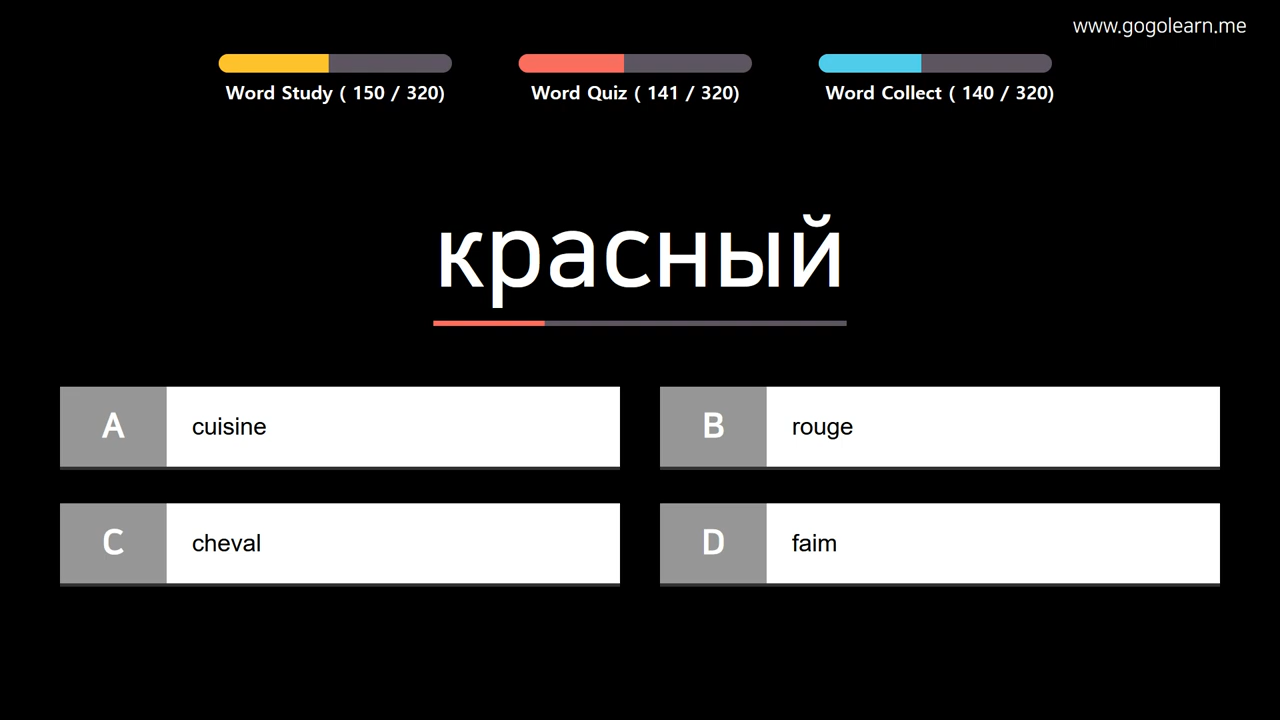 www.gogolearn.me
Word Study ( 150 / 320)
Word Quiz ( 141 / 320)
Word Collect ( 140 / 320)
красный
A cuisine
B rouge
C cheval
D faim